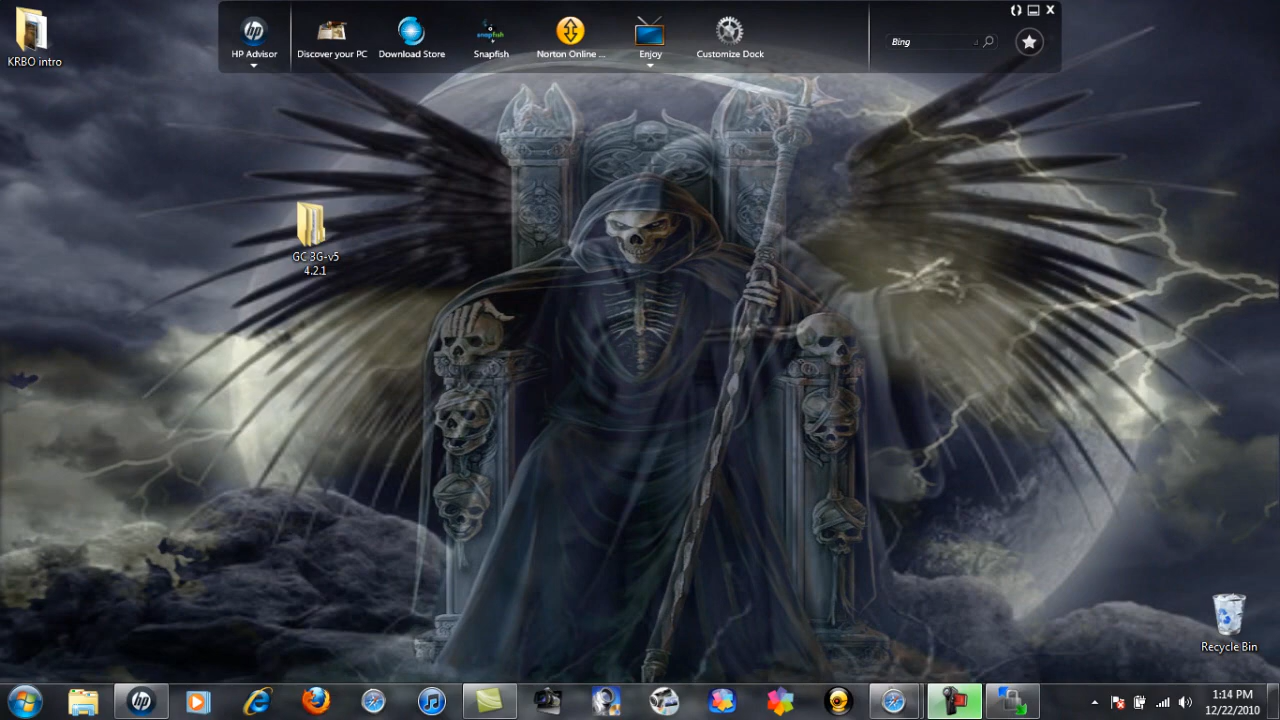 KRBO intro
HP Advisor
Discover your PC
Download Store
snapfish
Snapfish
Norton Online ...
Enjoy
Customize Dock
Bing
GC 3G-v5
4.2.1
Recycle Bin
1:14 PM
12/22/2010